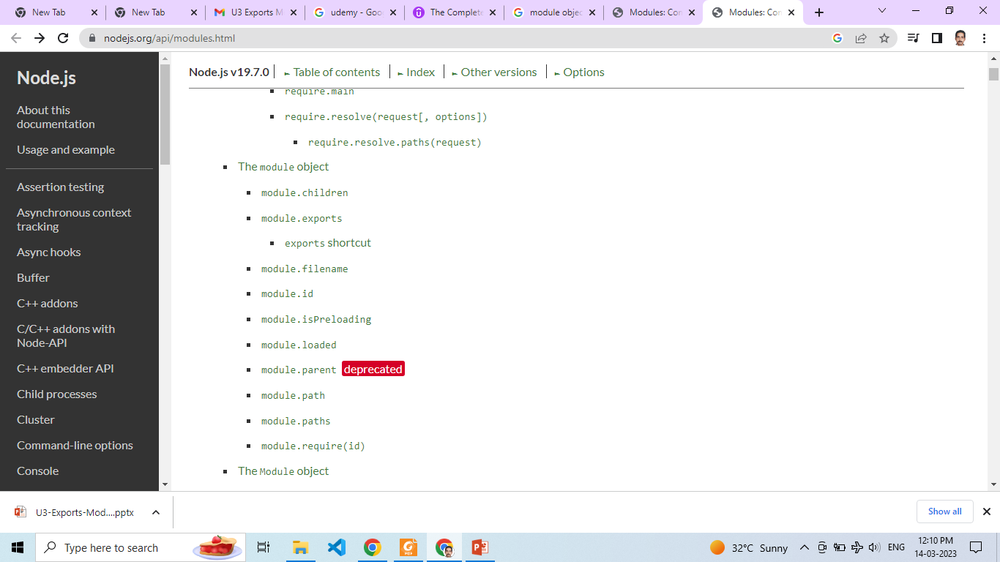 New Tab
New Tab
U3 Exports M
udemy - Goo
The Complete
module objec
Modules: Con
Modules: Con
nodejs.org/api/modules.html
Node.js
About this
documentation
Usage and example
Assertion testing
Asynchronous context
tracking
Async hooks
Buffer
C++ addons
C/C++ addons with
Node-API
C++ embedder API
Child processes
Cluster
Command-line options
Console
Node.js v19.7.0 ► Table of contents ► Index ► Other versions ► Options
require.main
require.resolve(request[, options])
require.resolve.paths(request)
The module object
module.children
module.exports
exports shortcut
module.filename
module.id
module.isPreloading
module.loaded
module.parent deprecated
module.path
module.paths
module.require(id)
The Module object
U3-Exports-Mod....pptx
Show all
Type here to search
32°C Sunny
ENG
12:10 PM
14-03-2023